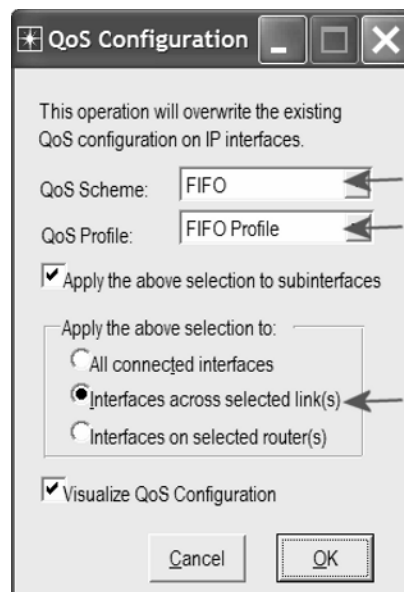 QoS Configuration
This operation will overwrite the existing
QoS configuration on IP interfaces.
QoS Scheme: FIFO
QoS Profile: FIFO Profile
Apply the above selection to subinterfaces
Apply the above selection to:
All connected interfaces
Interfaces across selected link(s)
Interfaces on selected router(s)
Visualize QoS Configuration
Cancel OK